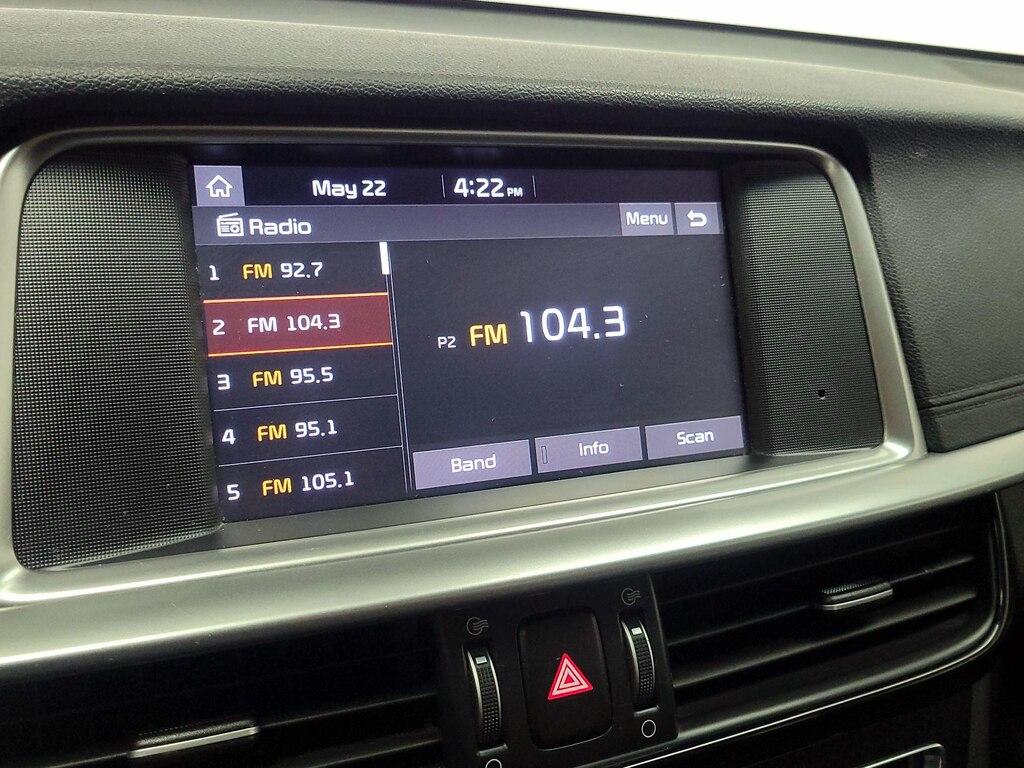 May 22 4:22 PM
Radio Menu
1 FM 92.7
2 FM 104.3
3 FM 95.5
4 FM 95.1
5 FM 105.1
P2 FM 104.3
Band Info Scan